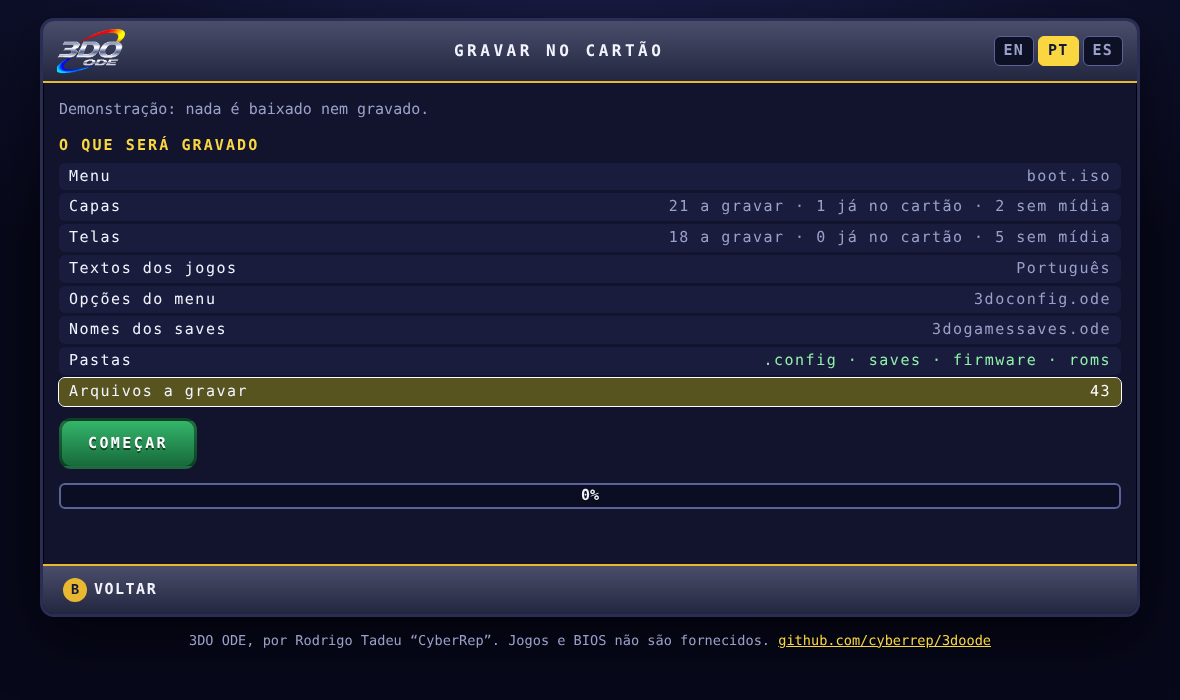 3DO ODE
GRAVAR NO CARTÃO
EN PT ES
Demonstração: nada é baixado nem gravado.
O QUE SERÁ GRAVADO
Menu boot.iso
Capas 21 a gravar · 1 já no cartão · 2 sem mídia
Telas 18 a gravar · 0 já no cartão · 5 sem mídia
Textos dos jogos Português
Opções do menu 3doconfig.ode
Nomes dos saves 3dogamessaves.ode
Pastas .config · saves · firmware · roms
Arquivos a gravar 43
COMEÇAR
0%
B VOLTAR
3DO ODE, por Rodrigo Tadeu “CyberRep”. Jogos e BIOS não são fornecidos. github.com/cyberrep/3doode